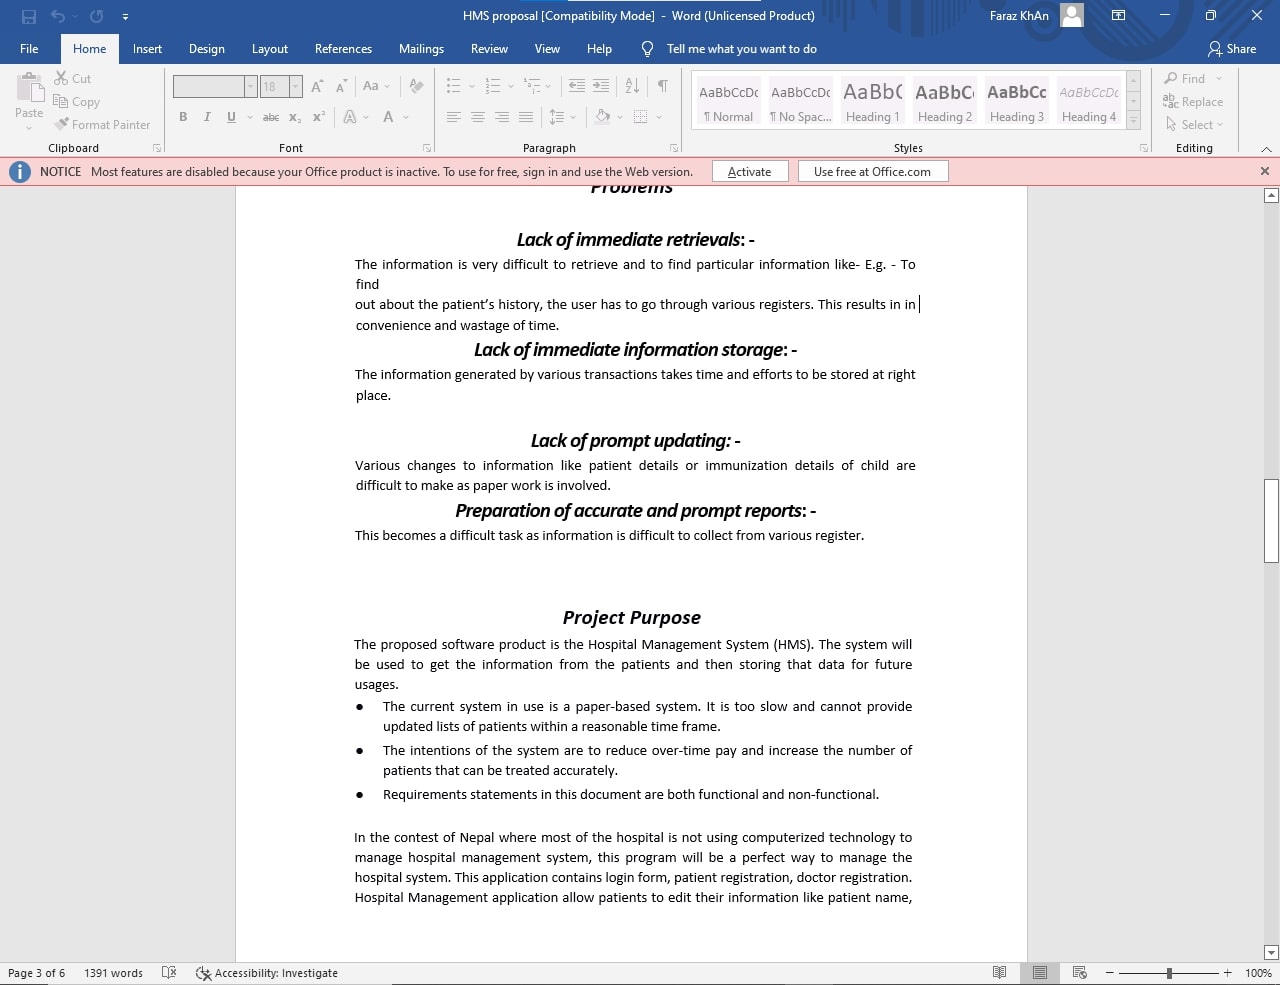 HMS proposal [Compatibility Mode] - Word (Unlicensed Product)
Faraz KhAn
File Home Insert Design Layout References Mailings Review View Help Tell me what you want to do Share
Paste
Cut
Copy
Format Painter
Clipboard
18
Font
Paragraph
AaBbCcDc AaBbCcDc AaBbC AaBbC AaBbCc AaBbCcDc
¶ Normal ¶ No Spac... Heading 1 Heading 2 Heading 3 Heading 4
Styles
Find
Replace
Select
Editing
NOTICE Most features are disabled because your Office product is inactive. To use for free, sign in and use the Web version. Activate Use free at Office.com
Problems
Lack of immediate retrievals: -
The information is very difficult to retrieve and to find particular information like- E.g. - To
find
out about the patient’s history, the user has to go through various registers. This results in in
convenience and wastage of time.
Lack of immediate information storage: -
The information generated by various transactions takes time and efforts to be stored at right
place.
Lack of prompt updating: -
Various changes to information like patient details or immunization details of child are
difficult to make as paper work is involved.
Preparation of accurate and prompt reports: -
This becomes a difficult task as information is difficult to collect from various register.
Project Purpose
The proposed software product is the Hospital Management System (HMS). The system will
be used to get the information from the patients and then storing that data for future
usages.
● The current system in use is a paper-based system. It is too slow and cannot provide
updated lists of patients within a reasonable time frame.
● The intentions of the system are to reduce over-time pay and increase the number of
patients that can be treated accurately.
● Requirements statements in this document are both functional and non-functional.
In the contest of Nepal where most of the hospital is not using computerized technology to
manage hospital management system, this program will be a perfect way to manage the
hospital system. This application contains login form, patient registration, doctor registration.
Hospital Management application allow patients to edit their information like patient name,
Page 3 of 6 1391 words Accessibility: Investigate 100%